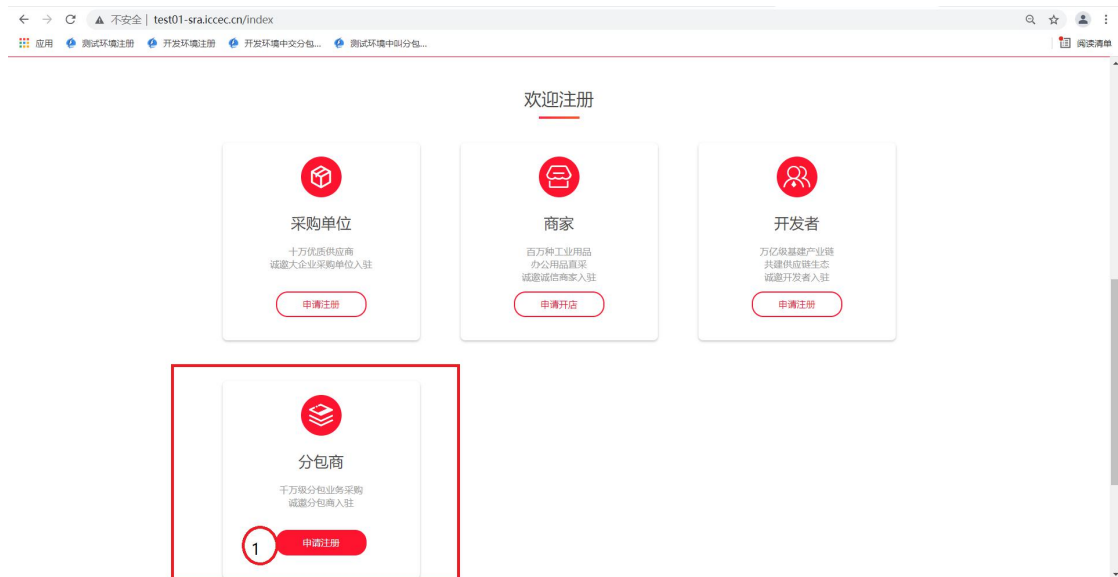 不安全 | test01-sra.iccec.cn/index
应用 测试环境注册 开发环境注册 开发环境中交分包... 测试环境中叫分包... 阅读清单
欢迎注册
采购单位
十万优质供应商
诚邀大企业采购单位入驻
申请注册
商家
百万种工业用品
办公用品直采
诚邀诚信商家入驻
申请开店
开发者
万亿级基建产业链
共建供应链生态
诚邀开发者入驻
申请注册
分包商
千万级分包业务采购
诚邀分包商入驻
1 申请注册